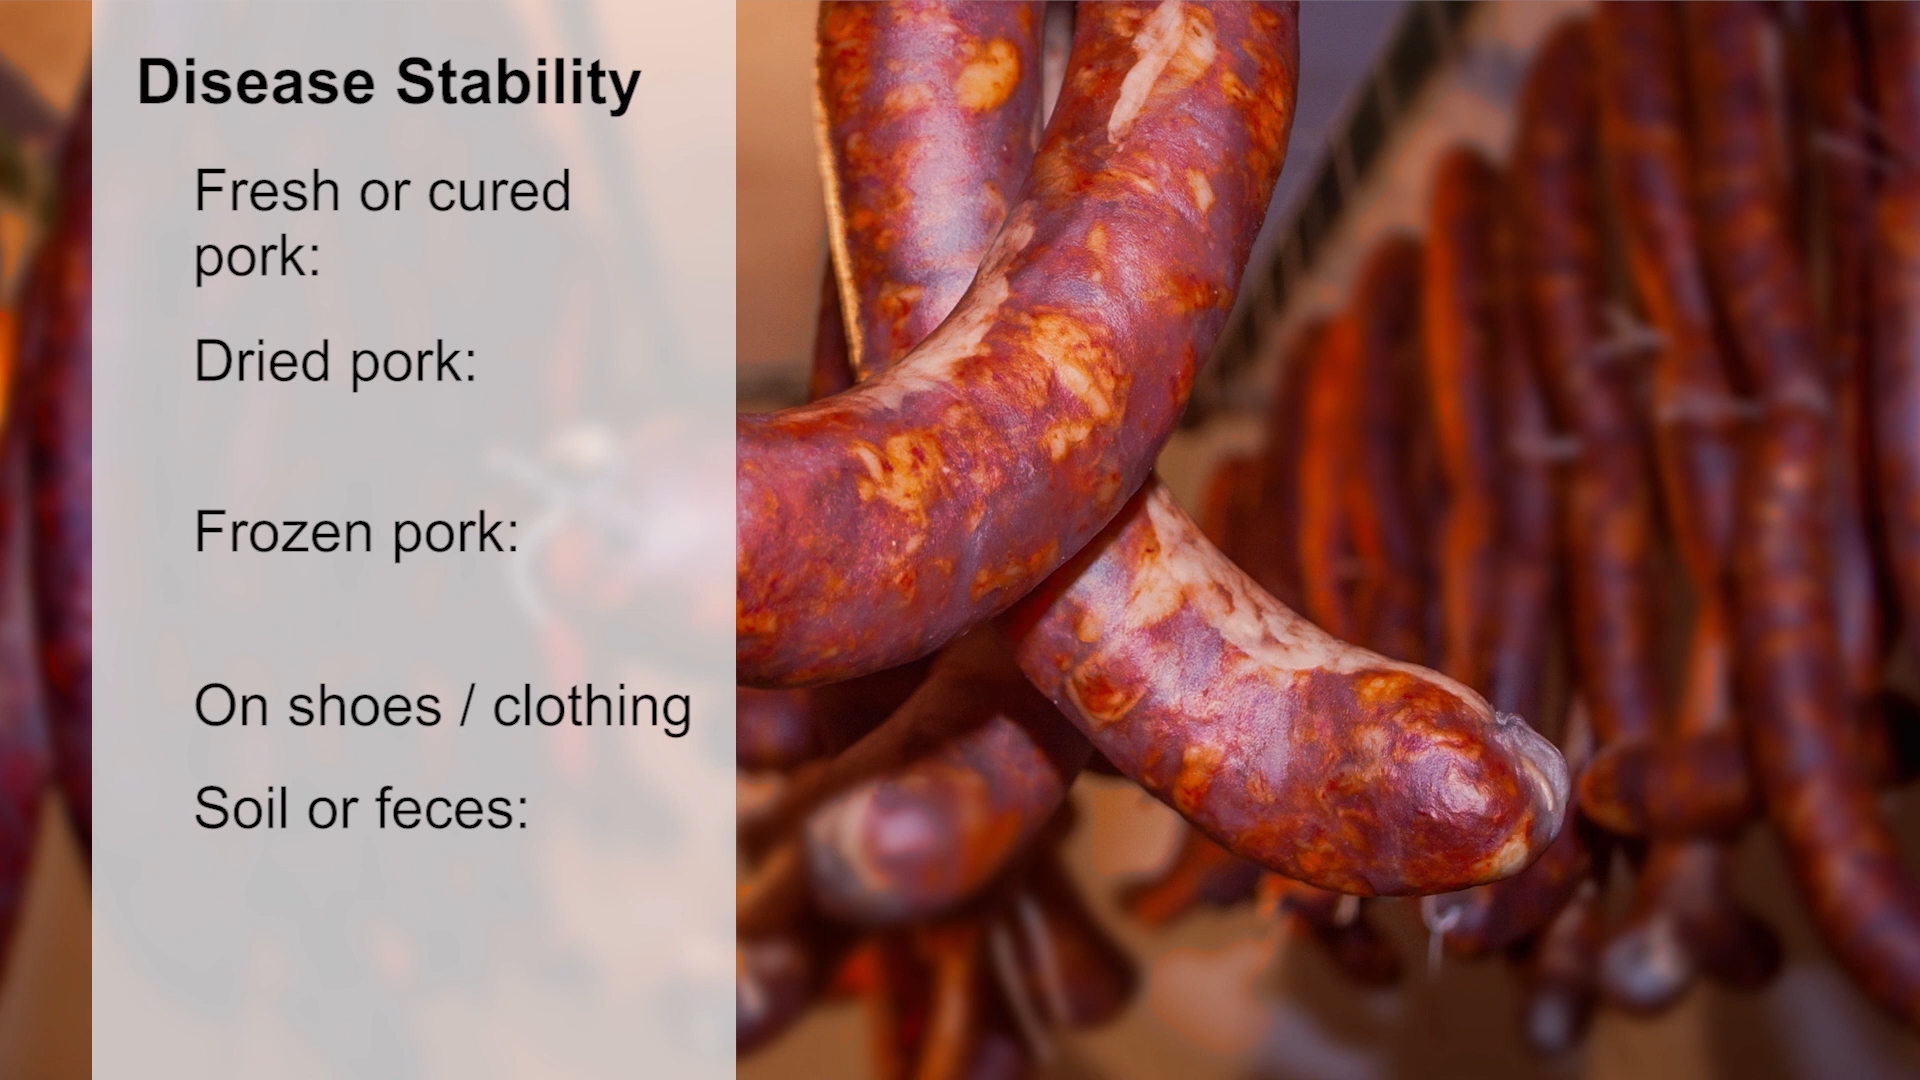 Disease Stability
Fresh or cured
pork:
Dried pork:
Frozen pork:
On shoes / clothing
Soil or feces: